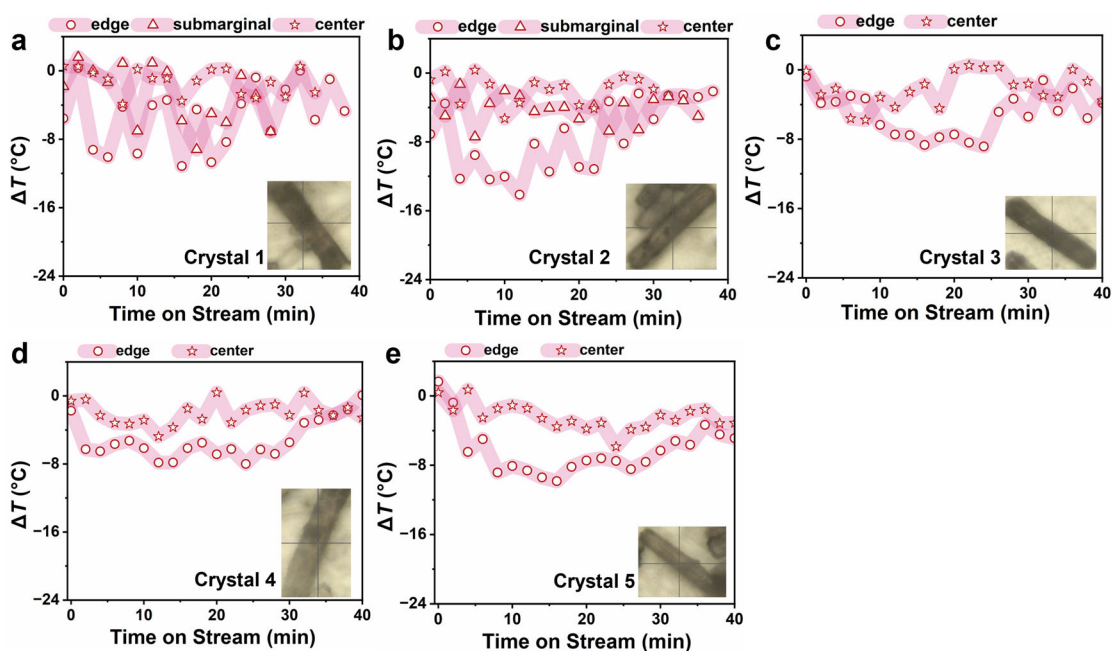 a
edge submarginal center
0
-8
-16
-24
ΔT (°C)
Crystal 1
0 10 20 30 40
Time on Stream (min)
b
edge submarginal center
0
-8
-16
-24
ΔT (°C)
Crystal 2
0 10 20 30 40
Time on Stream (min)
c
edge center
0
-8
-16
-24
ΔT (°C)
Crystal 3
0 10 20 30 40
Time on Stream (min)
d
edge center
0
−8
−16
−24
ΔT (°C)
Crystal 4
0 10 20 30 40
Time on Stream (min)
e
edge center
0
−8
−16
−24
ΔT (°C)
Crystal 5
0 10 20 30 40
Time on Stream (min)